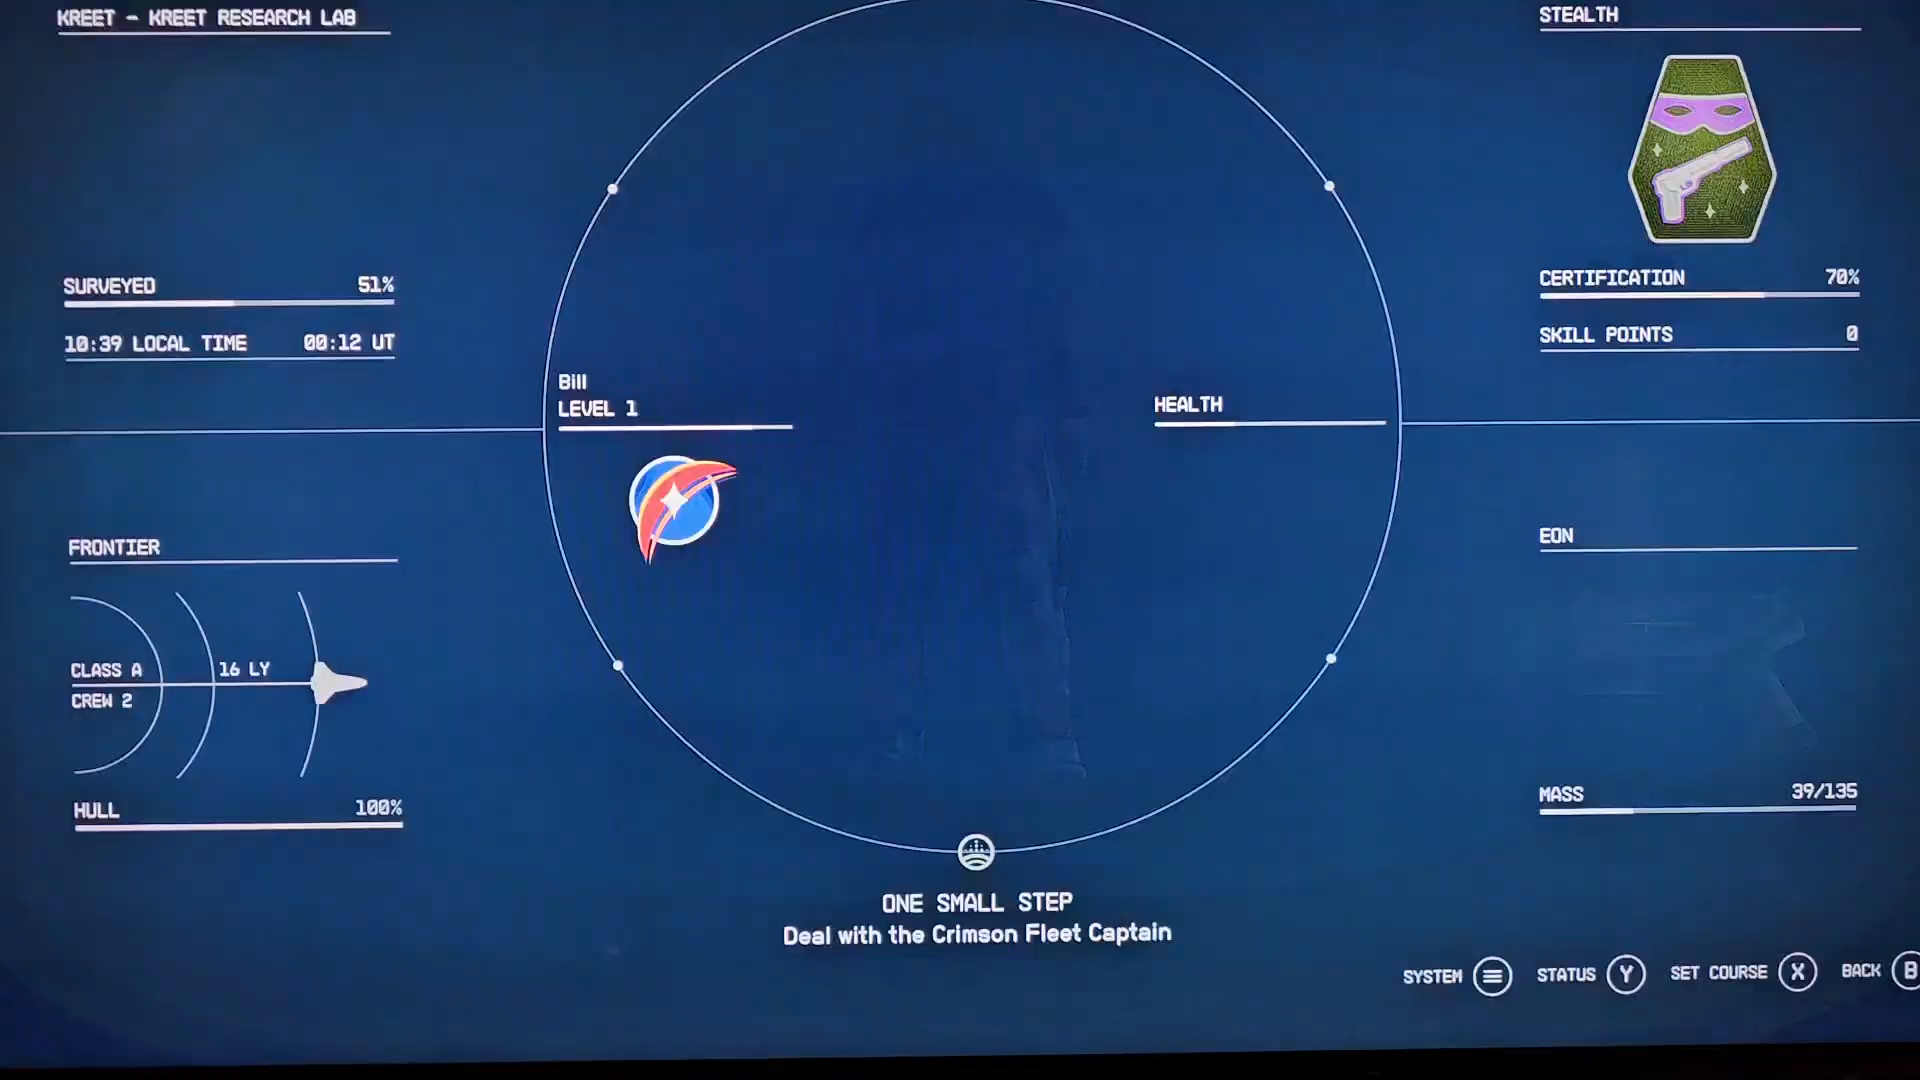 KREET - KREET RESEARCH LAB
STEALTH
SURVEYED 51%
10:39 LOCAL TIME 00:12 UT
CERTIFICATION 70%
SKILL POINTS 0
Bill
LEVEL 1
HEALTH
FRONTIER
EON
CLASS A 16 LY
CREW 2
HULL 100%
MASS 39/135
ONE SMALL STEP
Deal with the Crimson Fleet Captain
SYSTEM STATUS Y SET COURSE X BACK B